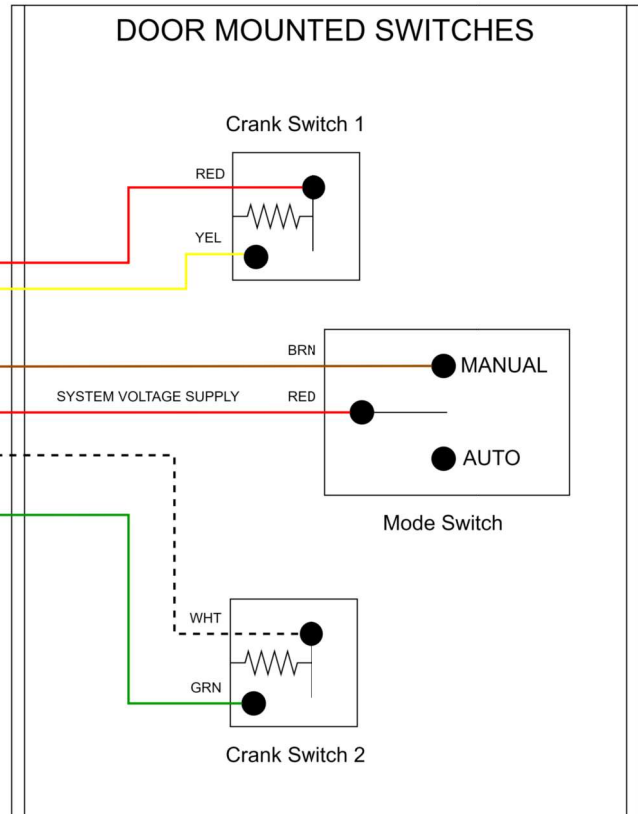 DOOR MOUNTED SWITCHES
Crank Switch 1
RED
YEL
BRN
MANUAL
SYSTEM VOLTAGE SUPPLY RED
AUTO
Mode Switch
WHT
GRN
Crank Switch 2